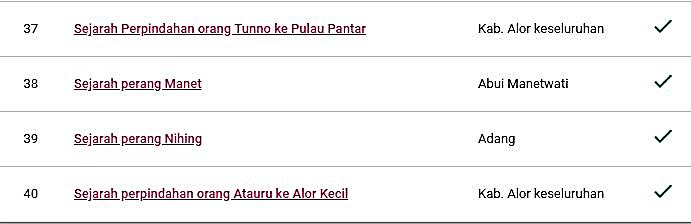 37 Sejarah Perpindahan orang Tunno ke Pulau Pantar Kab. Alor keseluruhan ✓
38 Sejarah perang Manet Abui Manetwati ✓
39 Sejarah perang Nihing Adang ✓
40 Sejarah perpindahan orang Atauru ke Alor Kecil Kab. Alor keseluruhan ✓